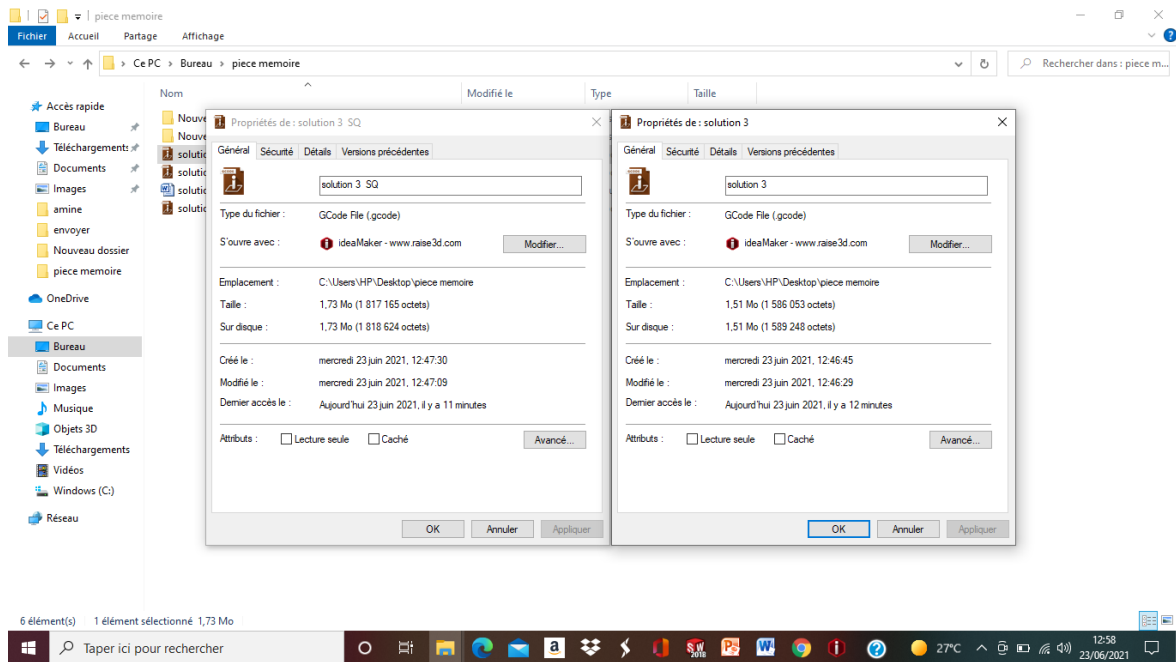 piece memoire
Fichier Accueil Partage Affichage
Ce PC Bureau piece memoire
Rechercher dans : piece m...
Nom Modifié le Type Taille
Accès rapide
Bureau
Téléchargements
Documents
Images
amine
envoyer
Nouveau dossier
piece memoire
OneDrive
Ce PC
Bureau
Documents
Images
Musique
Objets 3D
Téléchargements
Vidéos
Windows (C:)
Réseau
Nouve
Nouve
solutio
solutio
solutio
solutio
Propriétés de : solution 3 SQ
Général Sécurité Détails Versions précédentes
solution 3 SQ
Type du fichier : GCode File (.gcode)
S'ouvre avec : ideaMaker - www.raise3d.com Modifier...
Emplacement : C:\Users\HP\Desktop\piece memoire
Taille : 1,73 Mo (1 817 165 octets)
Sur disque : 1,73 Mo (1 818 624 octets)
Créé le : mercredi 23 juin 2021, 12:47:30
Modifié le : mercredi 23 juin 2021, 12:47:09
Dernier accès le : Aujourd'hui 23 juin 2021, il y a 11 minutes
Attributs : Lecture seule Caché Avancé...
OK Annuler Appliquer
Propriétés de : solution 3
Général Sécurité Détails Versions précédentes
solution 3
Type du fichier : GCode File (.gcode)
S'ouvre avec : ideaMaker - www.raise3d.com Modifier...
Emplacement : C:\Users\HP\Desktop\piece memoire
Taille : 1,51 Mo (1 586 053 octets)
Sur disque : 1,51 Mo (1 589 248 octets)
Créé le : mercredi 23 juin 2021, 12:46:45
Modifié le : mercredi 23 juin 2021, 12:46:29
Dernier accès le : Aujourd'hui 23 juin 2021, il y a 12 minutes
Attributs : Lecture seule Caché Avancé...
OK Annuler Appliquer
6 élément(s) 1 élément sélectionné 1,73 Mo
Taper ici pour rechercher
27°C
12:58
23/06/2021